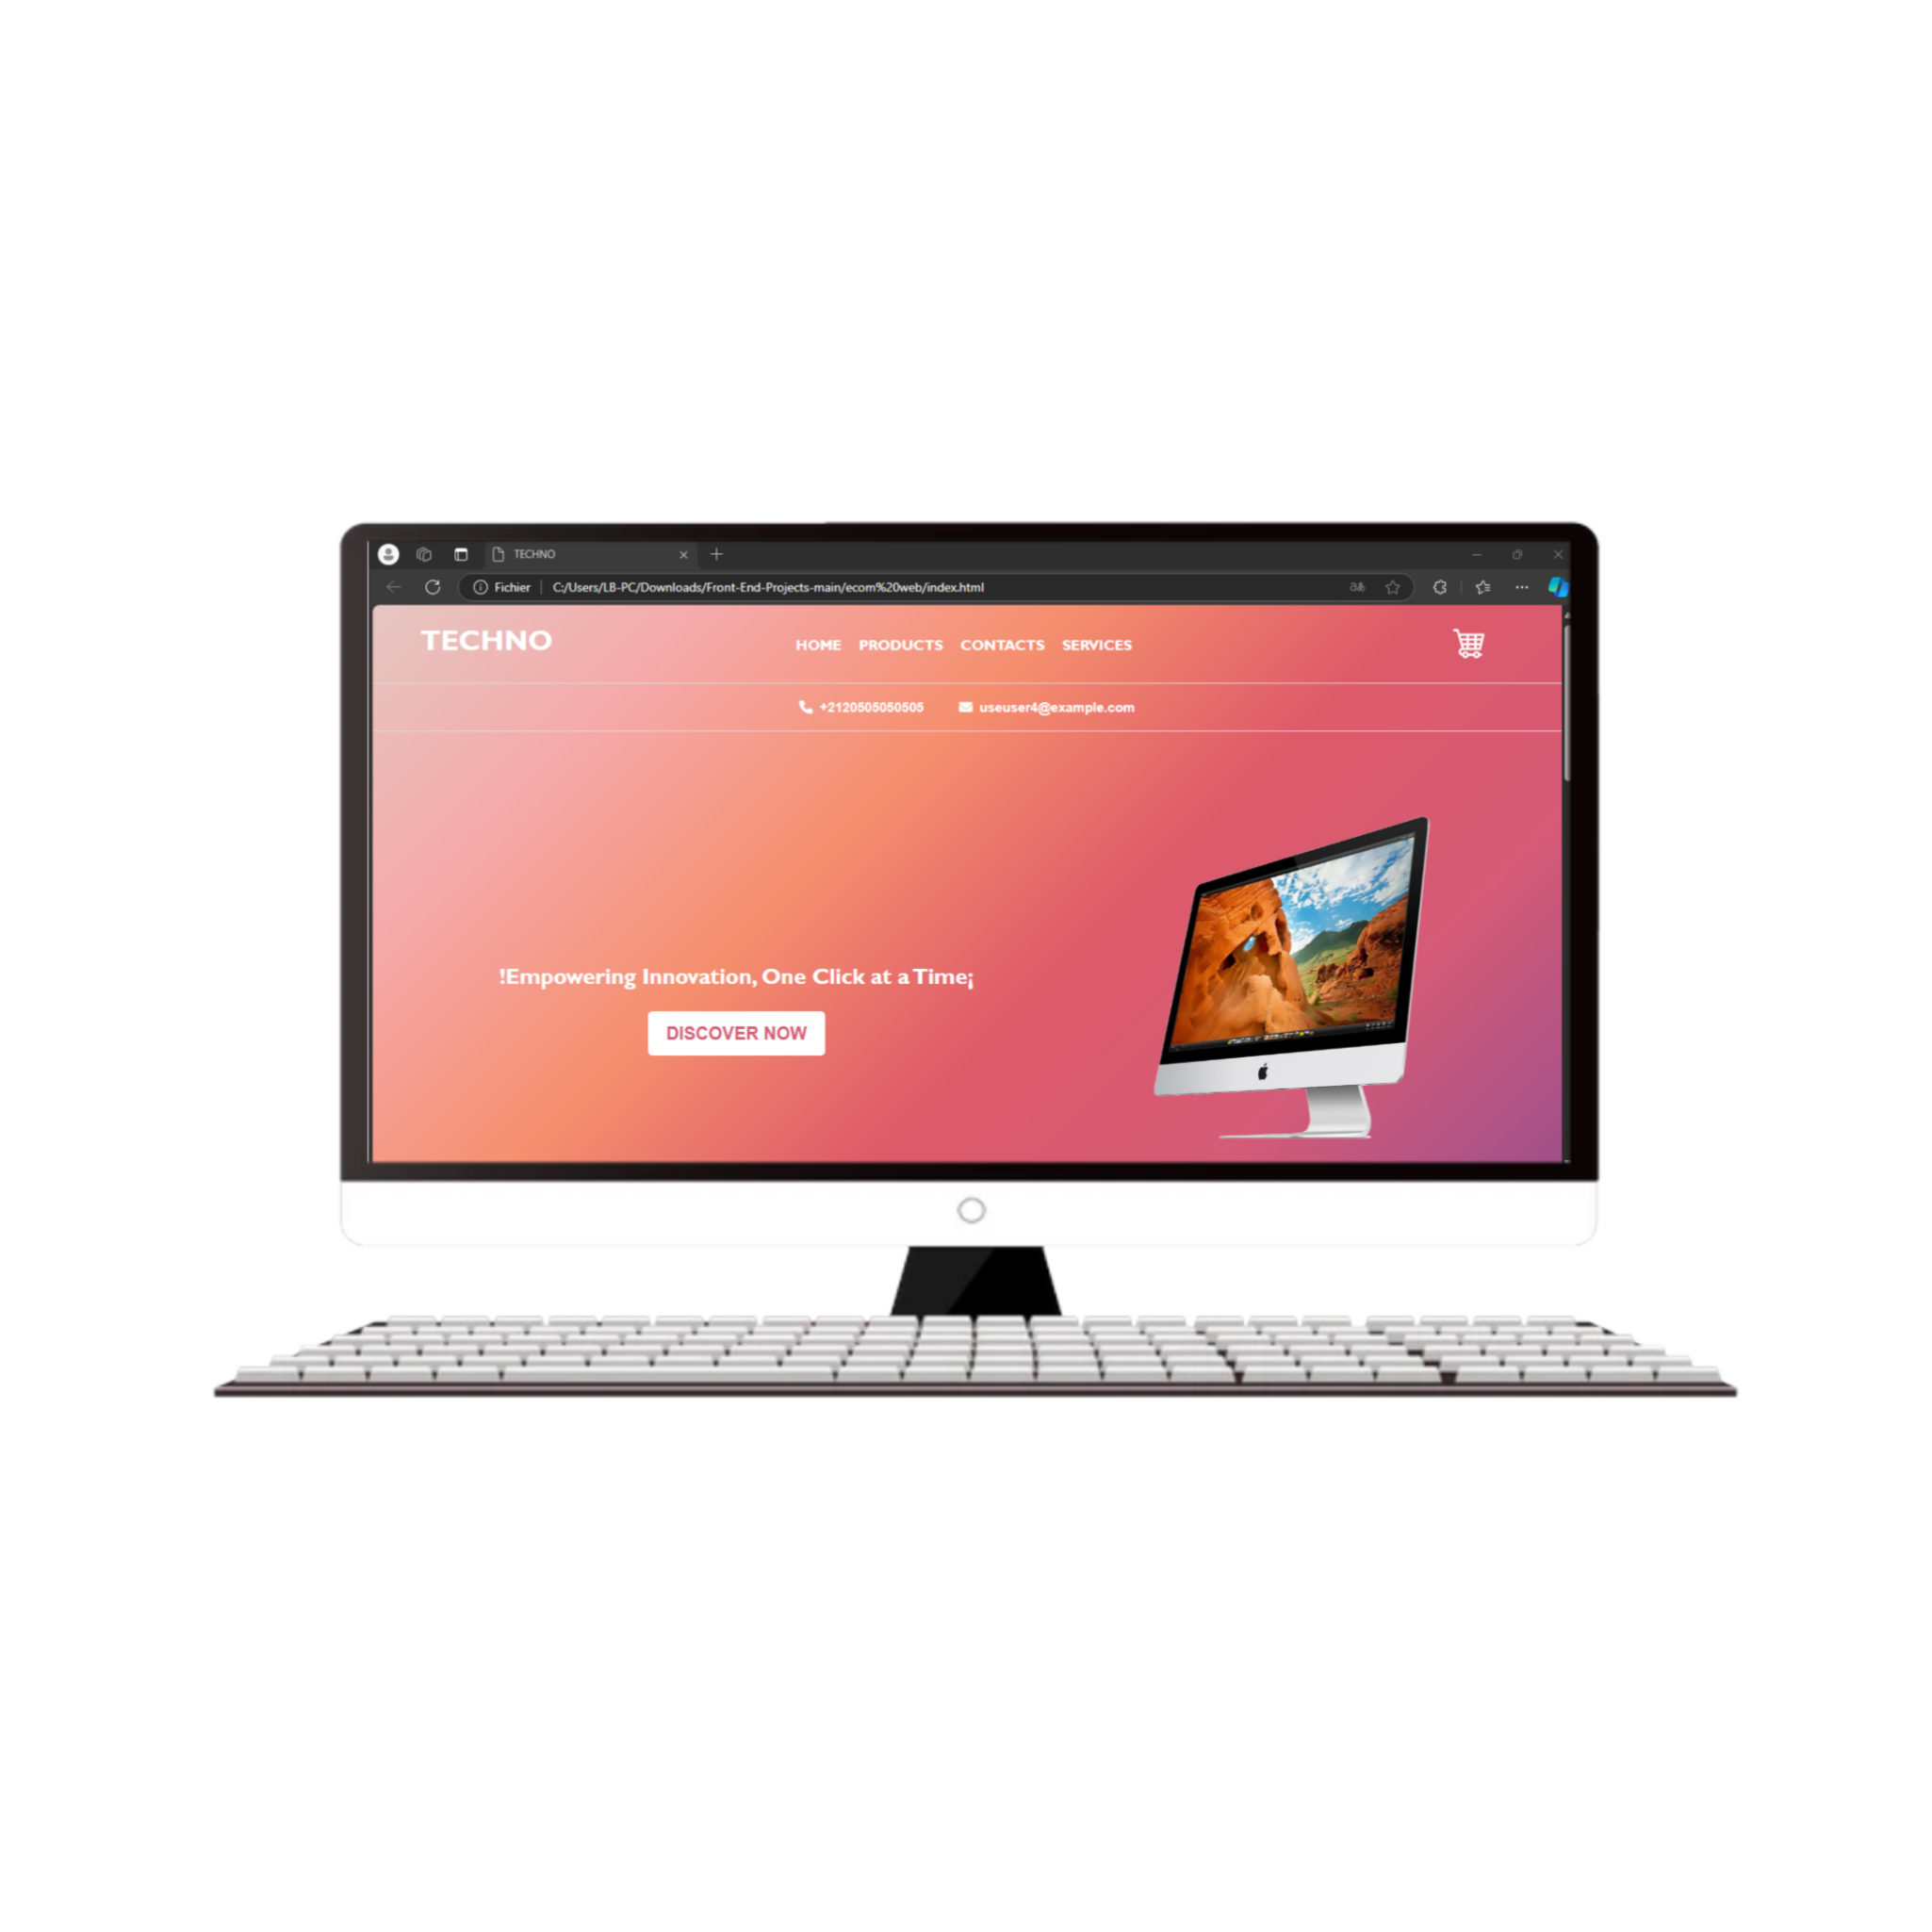 TECHNO
Fichier C:/Users/LB-PC/Downloads/Front-End-Projects-main/ecom%20web/index.html
TECHNO
HOME PRODUCTS CONTACTS SERVICES
+2120505050505 useuser4@example.com
!Empowering Innovation, One Click at a Time¡
DISCOVER NOW